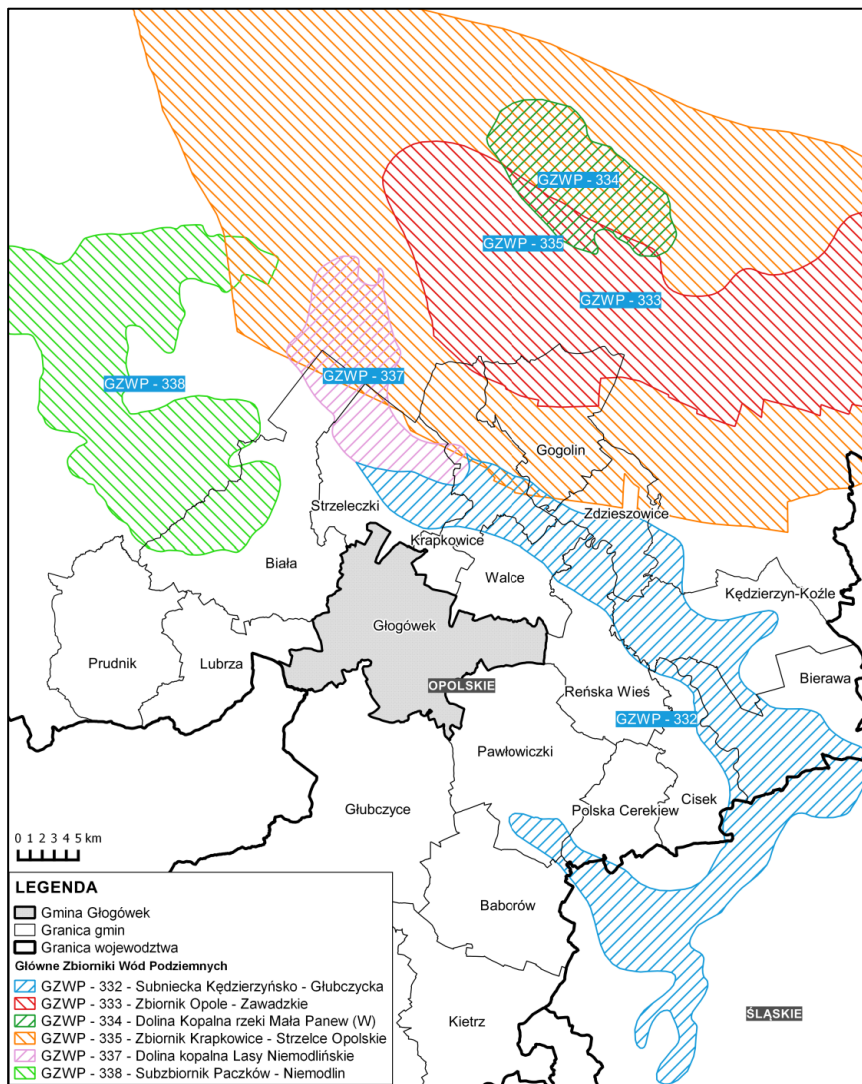 GZWP - 334
GZWP - 335
GZWP - 333
GZWP - 337
GZWP - 338
Gogolin
Strzeleczki
Zdzieszowice
Krapkowice
Biała
Walce
Kędzierzyn-Koźle
Głogówek
Prudnik
Lubrza
Bierawa
OPOLSKIE
Reńska Wieś
GZWP - 332
Pawłowiczki
Głubczyce
Polska Cerekiew
Cisek
0 1 2 3 4 5 km
LEGENDA
Gmina Głogówek
Granica gmin
Granica wojewodztwa
Główne Zbiorniki Wód Podziemnych
GZWP - 332 - Subniecka Kędzierzyńsko - Głubczycka
GZWP - 333 - Zbiornik Opole - Zawadzkie
GZWP - 334 - Dolina Kopalna rzeki Mała Panew (W)
GZWP - 335 - Zbiornik Krapkowice - Strzelce Opolskie
GZWP - 337 - Dolina kopalna Lasy Niemodlińskie
GZWP - 338 - Subzbiornik Paczków - Niemodlin
Baborów
Kietrz
ŚLĄSKIE